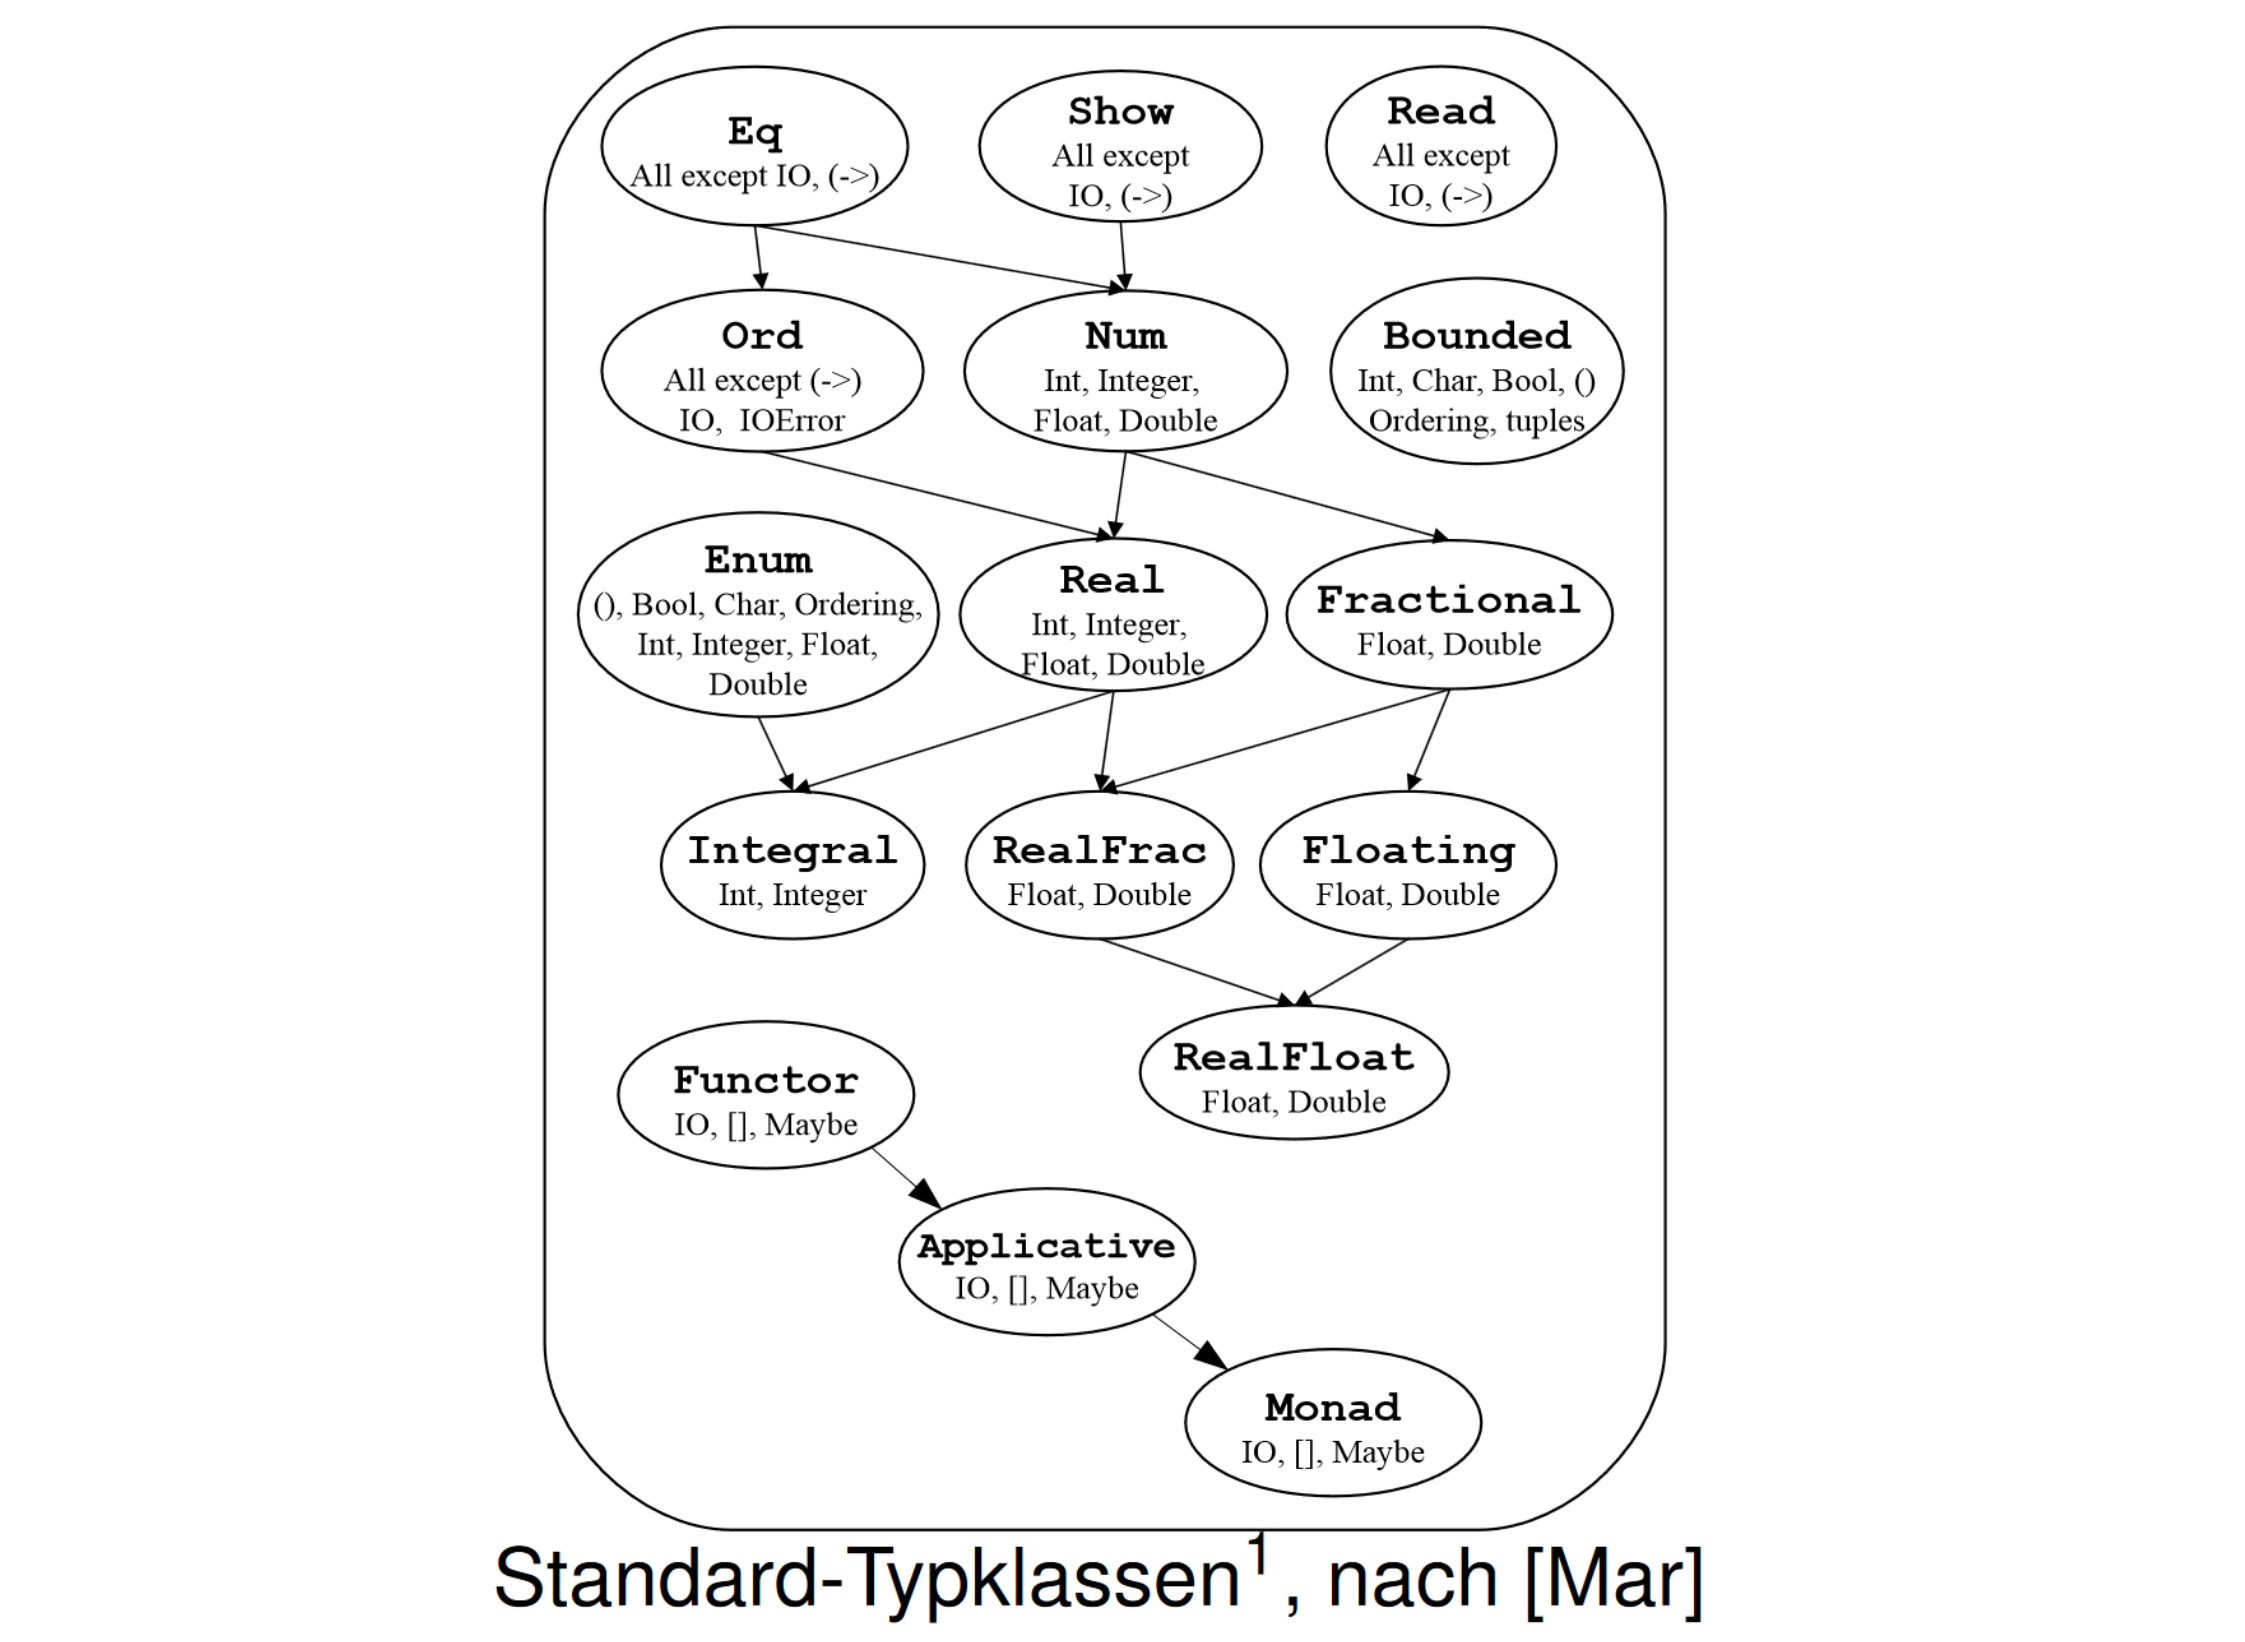 Eq
All except IO, (->)
Show
All except
IO, (->)
Read
All except
IO, (->)
Ord
All except (->)
IO, IOError
Num
Int, Integer,
Float, Double
Bounded
Int, Char, Bool, ()
Ordering, tuples
Enum
(), Bool, Char, Ordering,
Int, Integer, Float,
Double
Real
Int, Integer,
Float, Double
Fractional
Float, Double
Integral
Int, Integer
RealFrac
Float, Double
Floating
Float, Double
RealFloat
Float, Double
Functor
IO, [], Maybe
Applicative
IO, [], Maybe
Monad
IO, [], Maybe
Standard-Typklassen¹, nach [Mar]